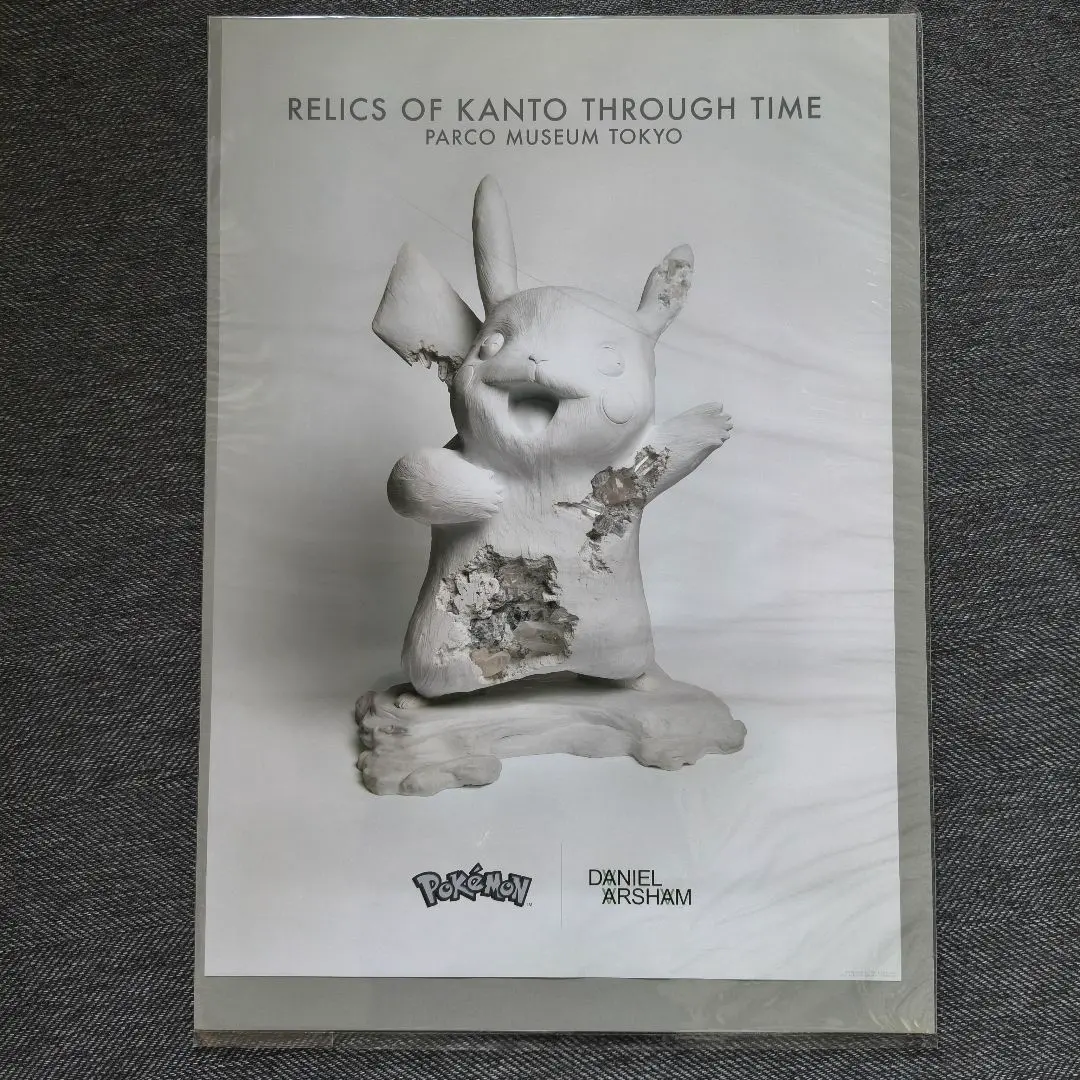 RELICS OF KANTO THROUGH TIME
PARCO MUSEUM TOKYO
POKéMON
DANIEL
ARSHAM